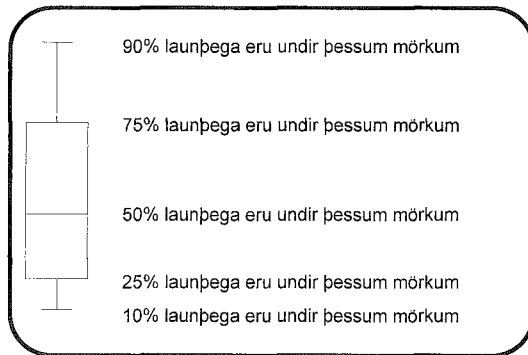 90% launþega eru undir þessum mörkum
75% launþega eru undir þessum mörkum
50% launþega eru undir þessum mörkum
25% launþega eru undir þessum mörkum
10% launþega eru undir þessum mörkum